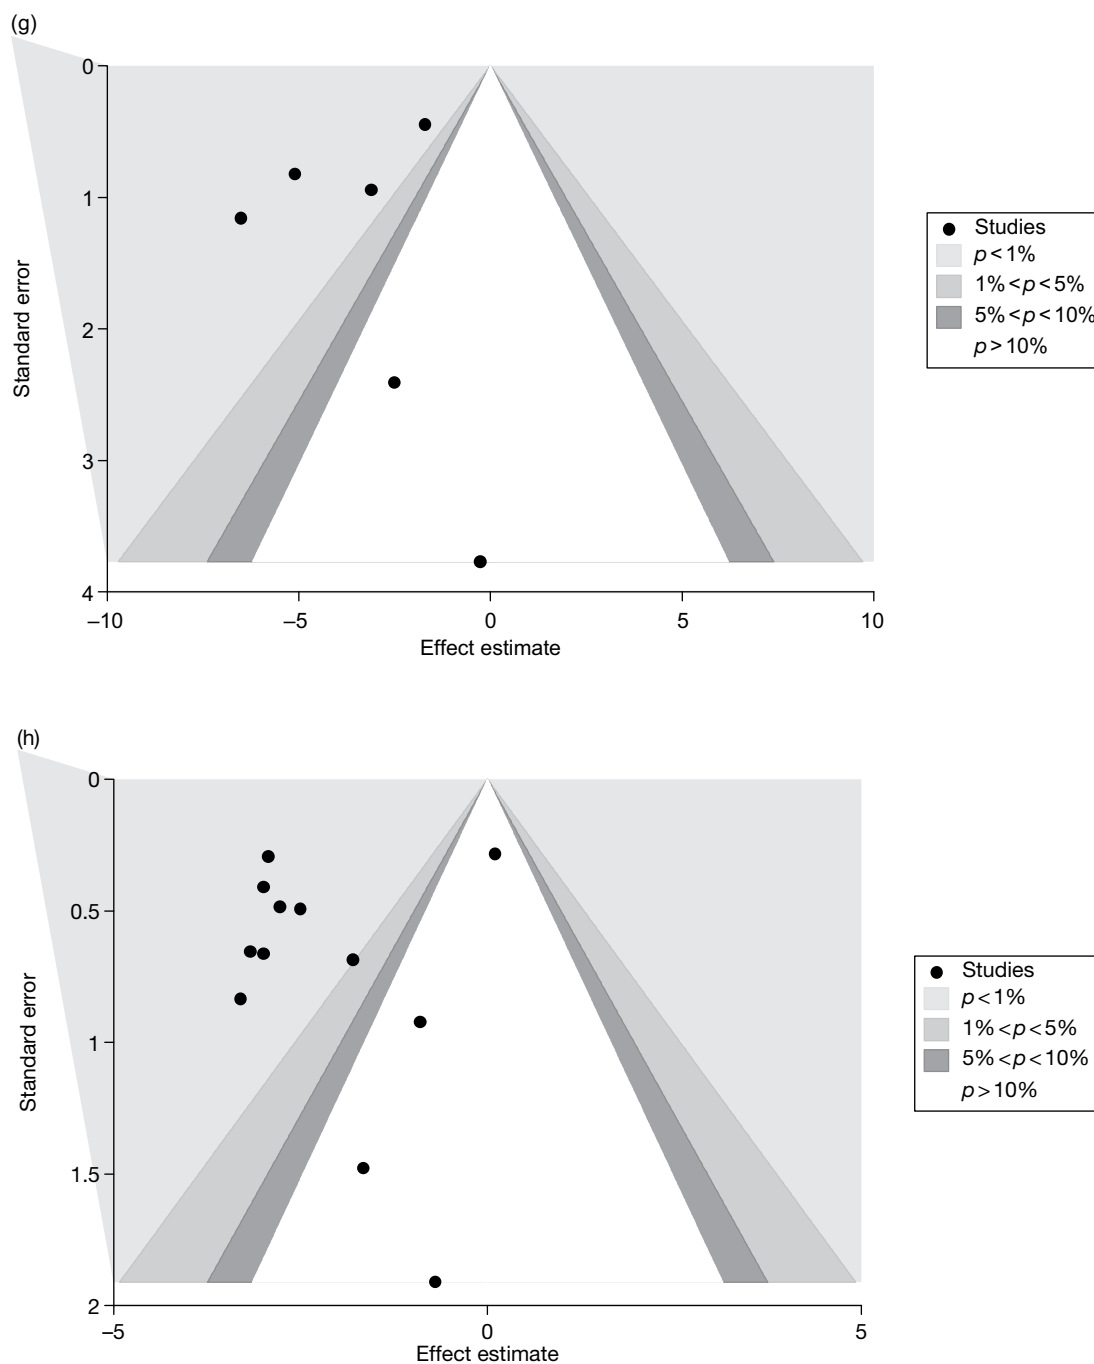 (g)
0
1
2
3
4
Standard error
–10
–5
0
5
10
Effect estimate
Studies
p < 1%
1% < p < 5%
5% < p < 10%
p > 10%
(h)
0
0.5
1
1.5
2
Standard error
–5
0
5
Effect estimate
Studies
p < 1%
1% < p < 5%
5% < p < 10%
p > 10%